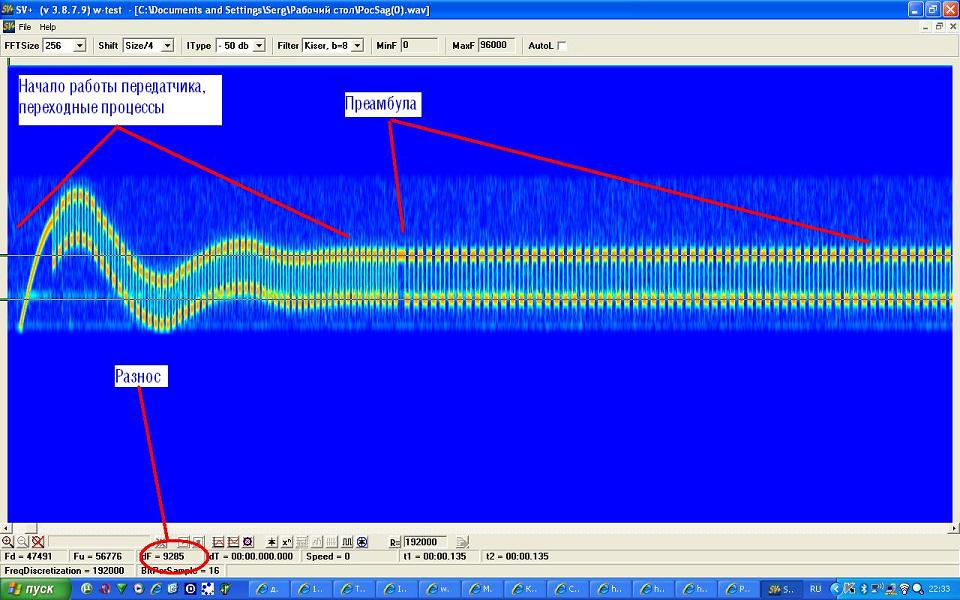 SV+ (v 3.8.7.9) w-test - [C:\Documents and Settings\Serg\Рабочий стол\PocSag(0).wav]
File Help
FFTSize 256 Shift Size/4 IType - 50 db Filter Kiser, b=8 MinF 0 MaxF 96000 AutoL
Начало работы передатчика,
переходные процессы
Преамбула
Разнос
R= 192000
Fd = 47491 Fu = 56776 dF = 9285 dT = 00:00.000.000 Speed = 0 t1 = 00:00.135 t2 = 00:00.135
FreqDiscretization = 192000 BitPerSample = 16
пуск д. 1.. T.. I.. w. M. K.. C.. h.. h.. h.. P.. S.. RU 22:33